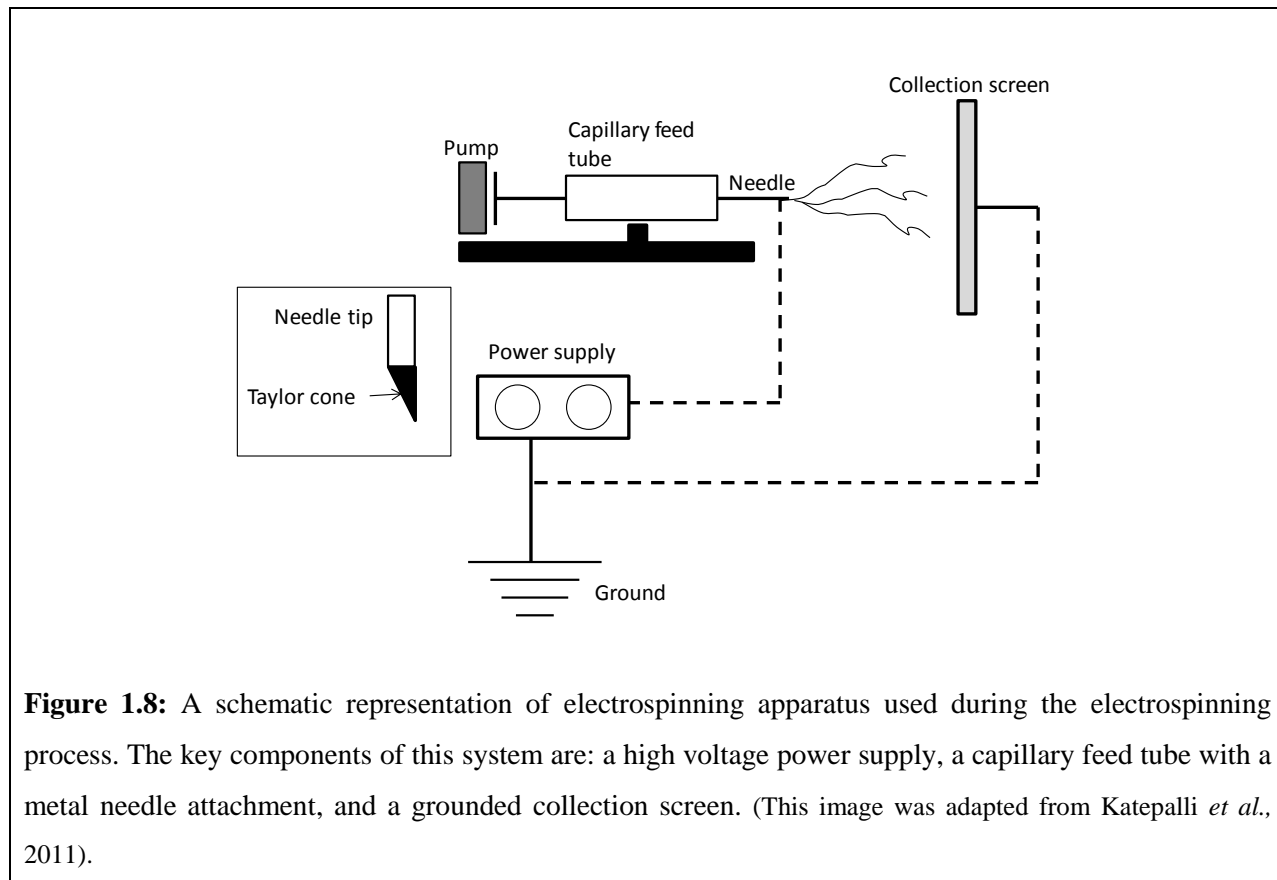 Collection screen
Capillary feed
tube
Pump
Needle
Needle tip
Taylor cone
Power supply
Ground
Figure 1.8: A schematic representation of electrospinning apparatus used during the electrospinning
process. The key components of this system are: a high voltage power supply, a capillary feed tube with a
metal needle attachment, and a grounded collection screen. (This image was adapted from Katepalli et al.,
2011).